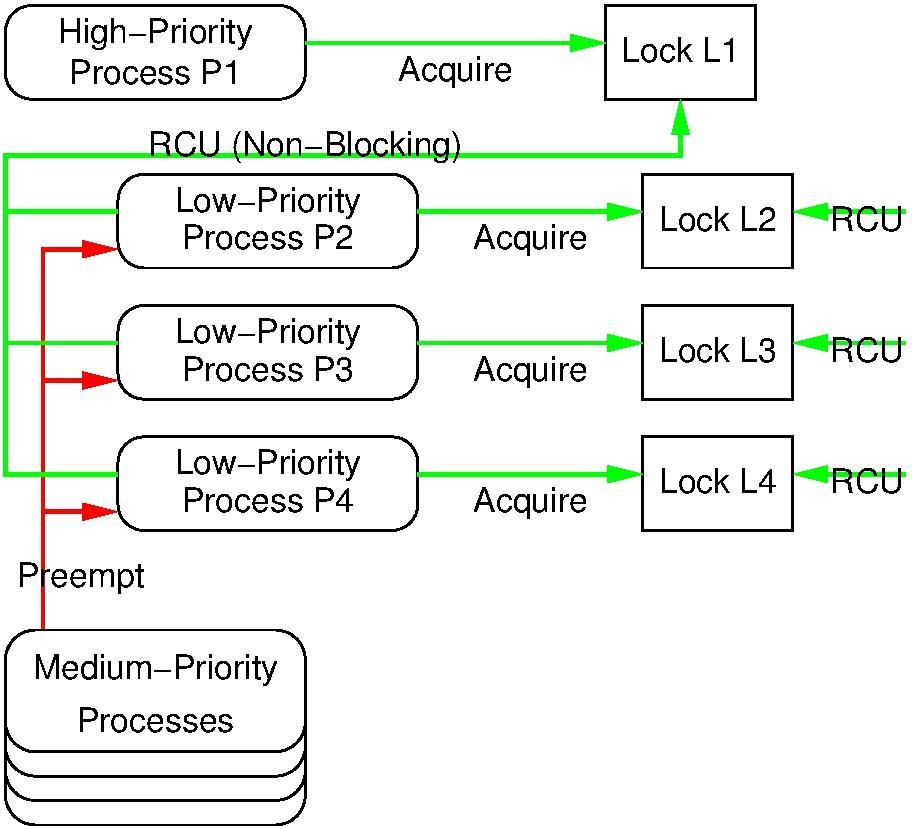 High−Priority
Process P1
Acquire
Lock L1
RCU (Non−Blocking)
Low−Priority
Process P2
Acquire
Lock L2
RCU
Low−Priority
Process P3
Acquire
Lock L3
RCU
Low−Priority
Process P4
Acquire
Lock L4
RCU
Preempt
Medium−Priority
Processes